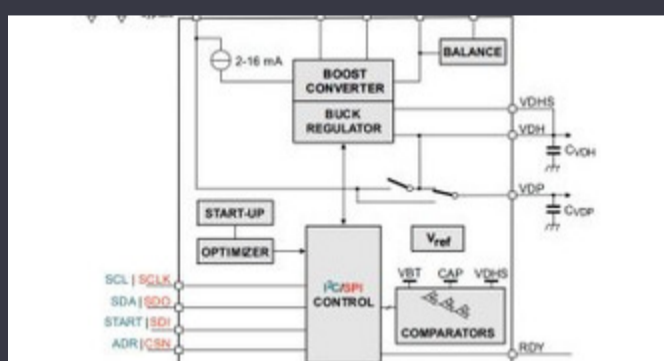 2-16 mA
BALANCE
BOOST
CONVERTER
BUCK
REGULATOR
VDHS
VDH
CVDH
VDP
CVDP
START-UP
OPTIMIZER
Vref
I²C/SPI
CONTROL
VBT CAP VDHS
COMPARATORS
SCL | SCLK
SDA | SDO
START | SDI
ADR | CSN
RDY